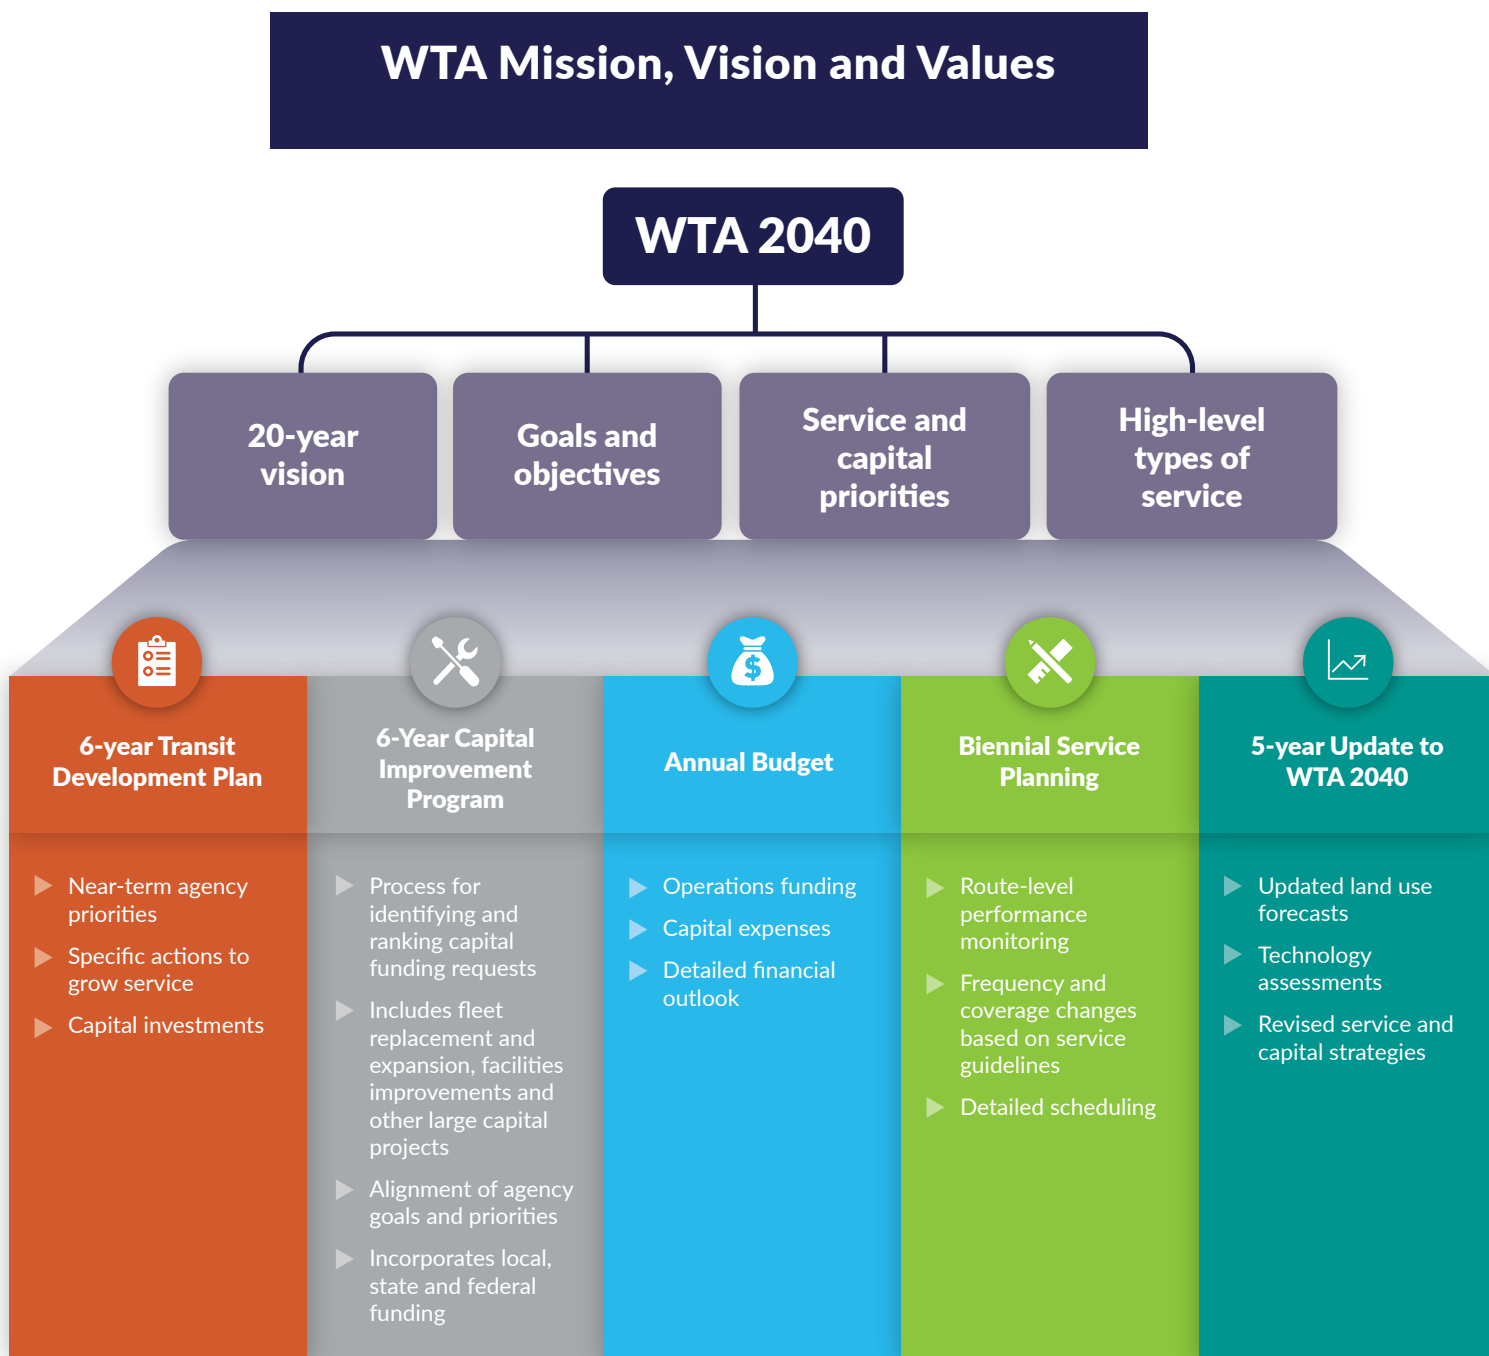 WTA Mission, Vision and Values
WTA 2040
20-year
vision
Goals and
objectives
Service and
capital
priorities
High-level
types of
service
6-year Transit
Development Plan
Near-term agency
priorities
Specific actions to
grow service
Capital investments
6-Year Capital
Improvement
Program
Process for
identifying and
ranking capital
funding requests
Includes fleet
replacement and
expansion, facilities
improvements and
other large capital
projects
Alignment of agency
goals and priorities
Incorporates local,
state and federal
funding
$
Annual Budget
Operations funding
Capital expenses
Detailed financial
outlook
Biennial Service
Planning
Route-level
performance
monitoring
Frequency and
coverage changes
based on service
guidelines
Detailed scheduling
5-year Update to
WTA 2040
Updated land use
forecasts
Technology
assessments
Revised service and
capital strategies